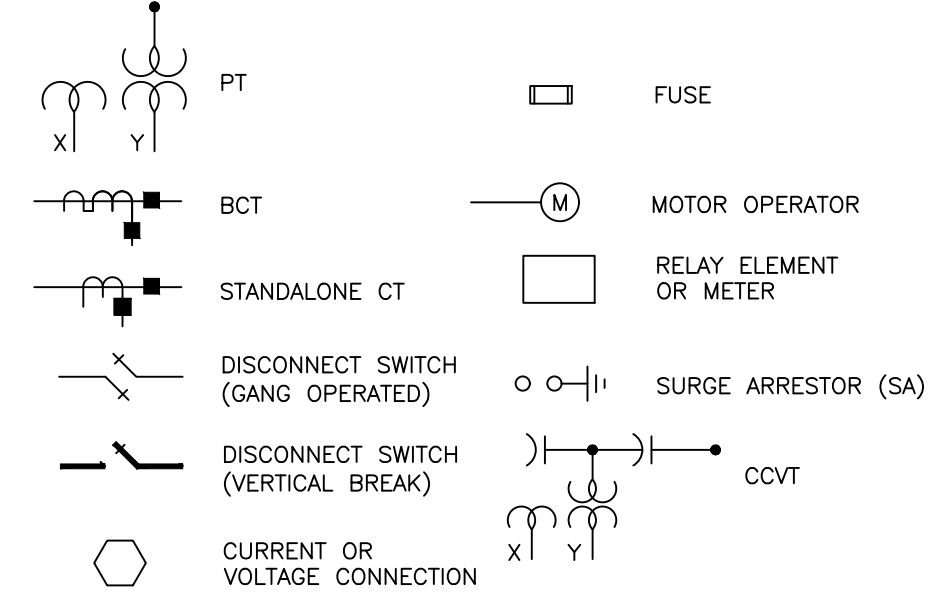 PT
X Y
BCT
STANDALONE CT
DISCONNECT SWITCH
(GANG OPERATED)
DISCONNECT SWITCH
(VERTICAL BREAK)
CURRENT OR
VOLTAGE CONNECTION
FUSE
M
MOTOR OPERATOR
RELAY ELEMENT
OR METER
SURGE ARRESTOR (SA)
CCVT
X Y